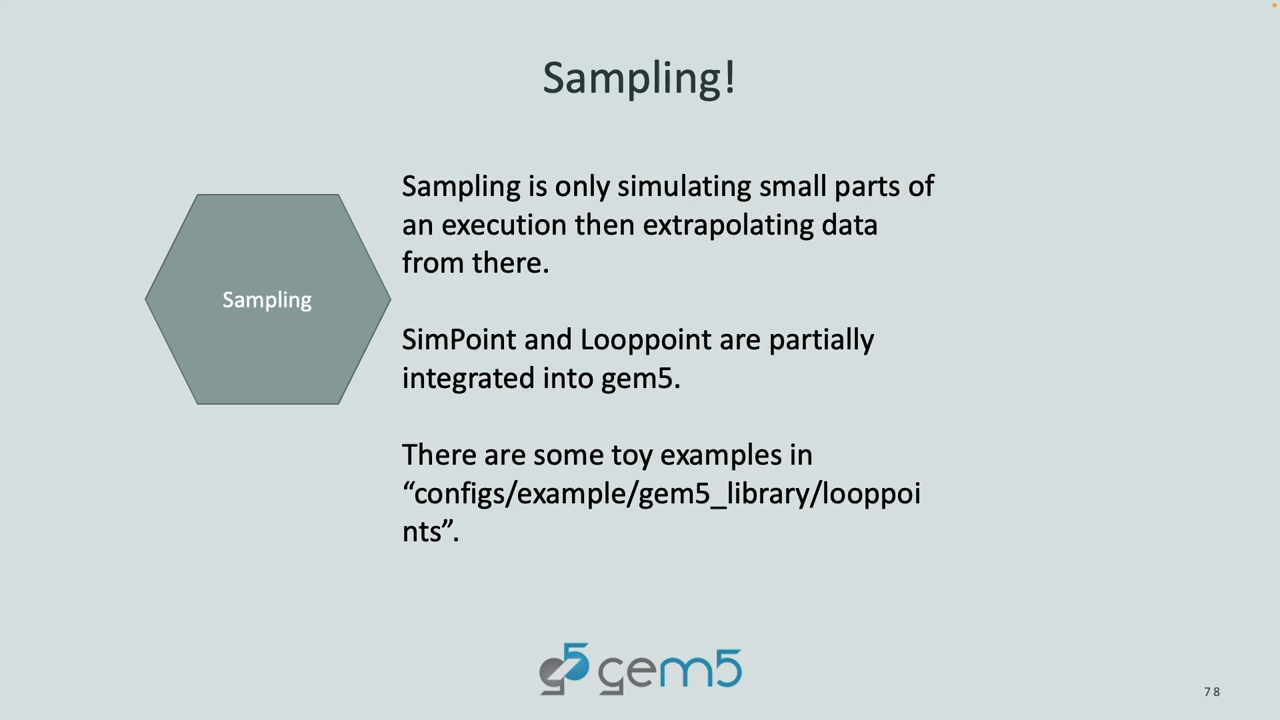 Sampling!
Sampling
Sampling is only simulating small parts of
an execution then extrapolating data
from there.
SimPoint and Looppoint are partially
integrated into gem5.
There are some toy examples in
“configs/example/gem5_library/looppoi
nts”.
g5 gem5
78